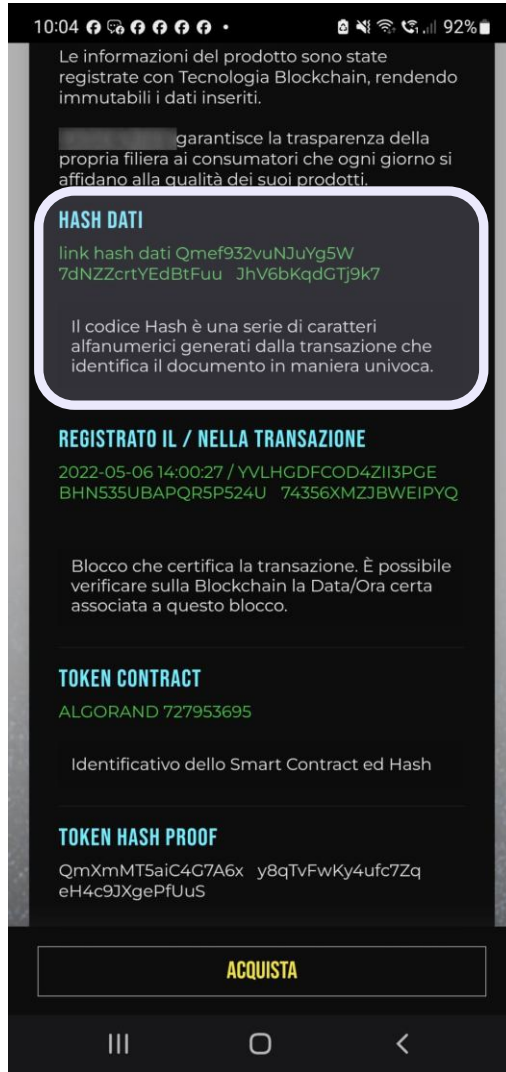 10:04 92%
Le informazioni del prodotto sono state
registrate con Tecnologia Blockchain, rendendo
immutabili i dati inseriti.
garantisce la trasparenza della
propria filiera ai consumatori che ogni giorno si
affidano alla qualità dei suoi prodotti.
HASH DATI
link hash dati Qmef932vuNJuYg5W
7dNZZcrtYEdBtFuu JhV6bKqdGTj9k7
Il codice Hash è una serie di caratteri
alfanumerici generati dalla transazione che
identifica il documento in maniera univoca.
REGISTRATO IL / NELLA TRANSAZIONE
2022-05-06 14:00:27 / YVLHGDFCOD4ZII3PGE
BHN535UBAPQR5P524U 74356XMZJBWEIPYQ
Blocco che certifica la transazione. È possibile
verificare sulla Blockchain la Data/Ora certa
associata a questo blocco.
TOKEN CONTRACT
ALGORAND 727953695
Identificativo dello Smart Contract ed Hash
TOKEN HASH PROOF
QmXmMT5aiC4G7A6x y8qTvFwKy4ufc7Zq
eH4c9JXgePfUuS
ACQUISTA